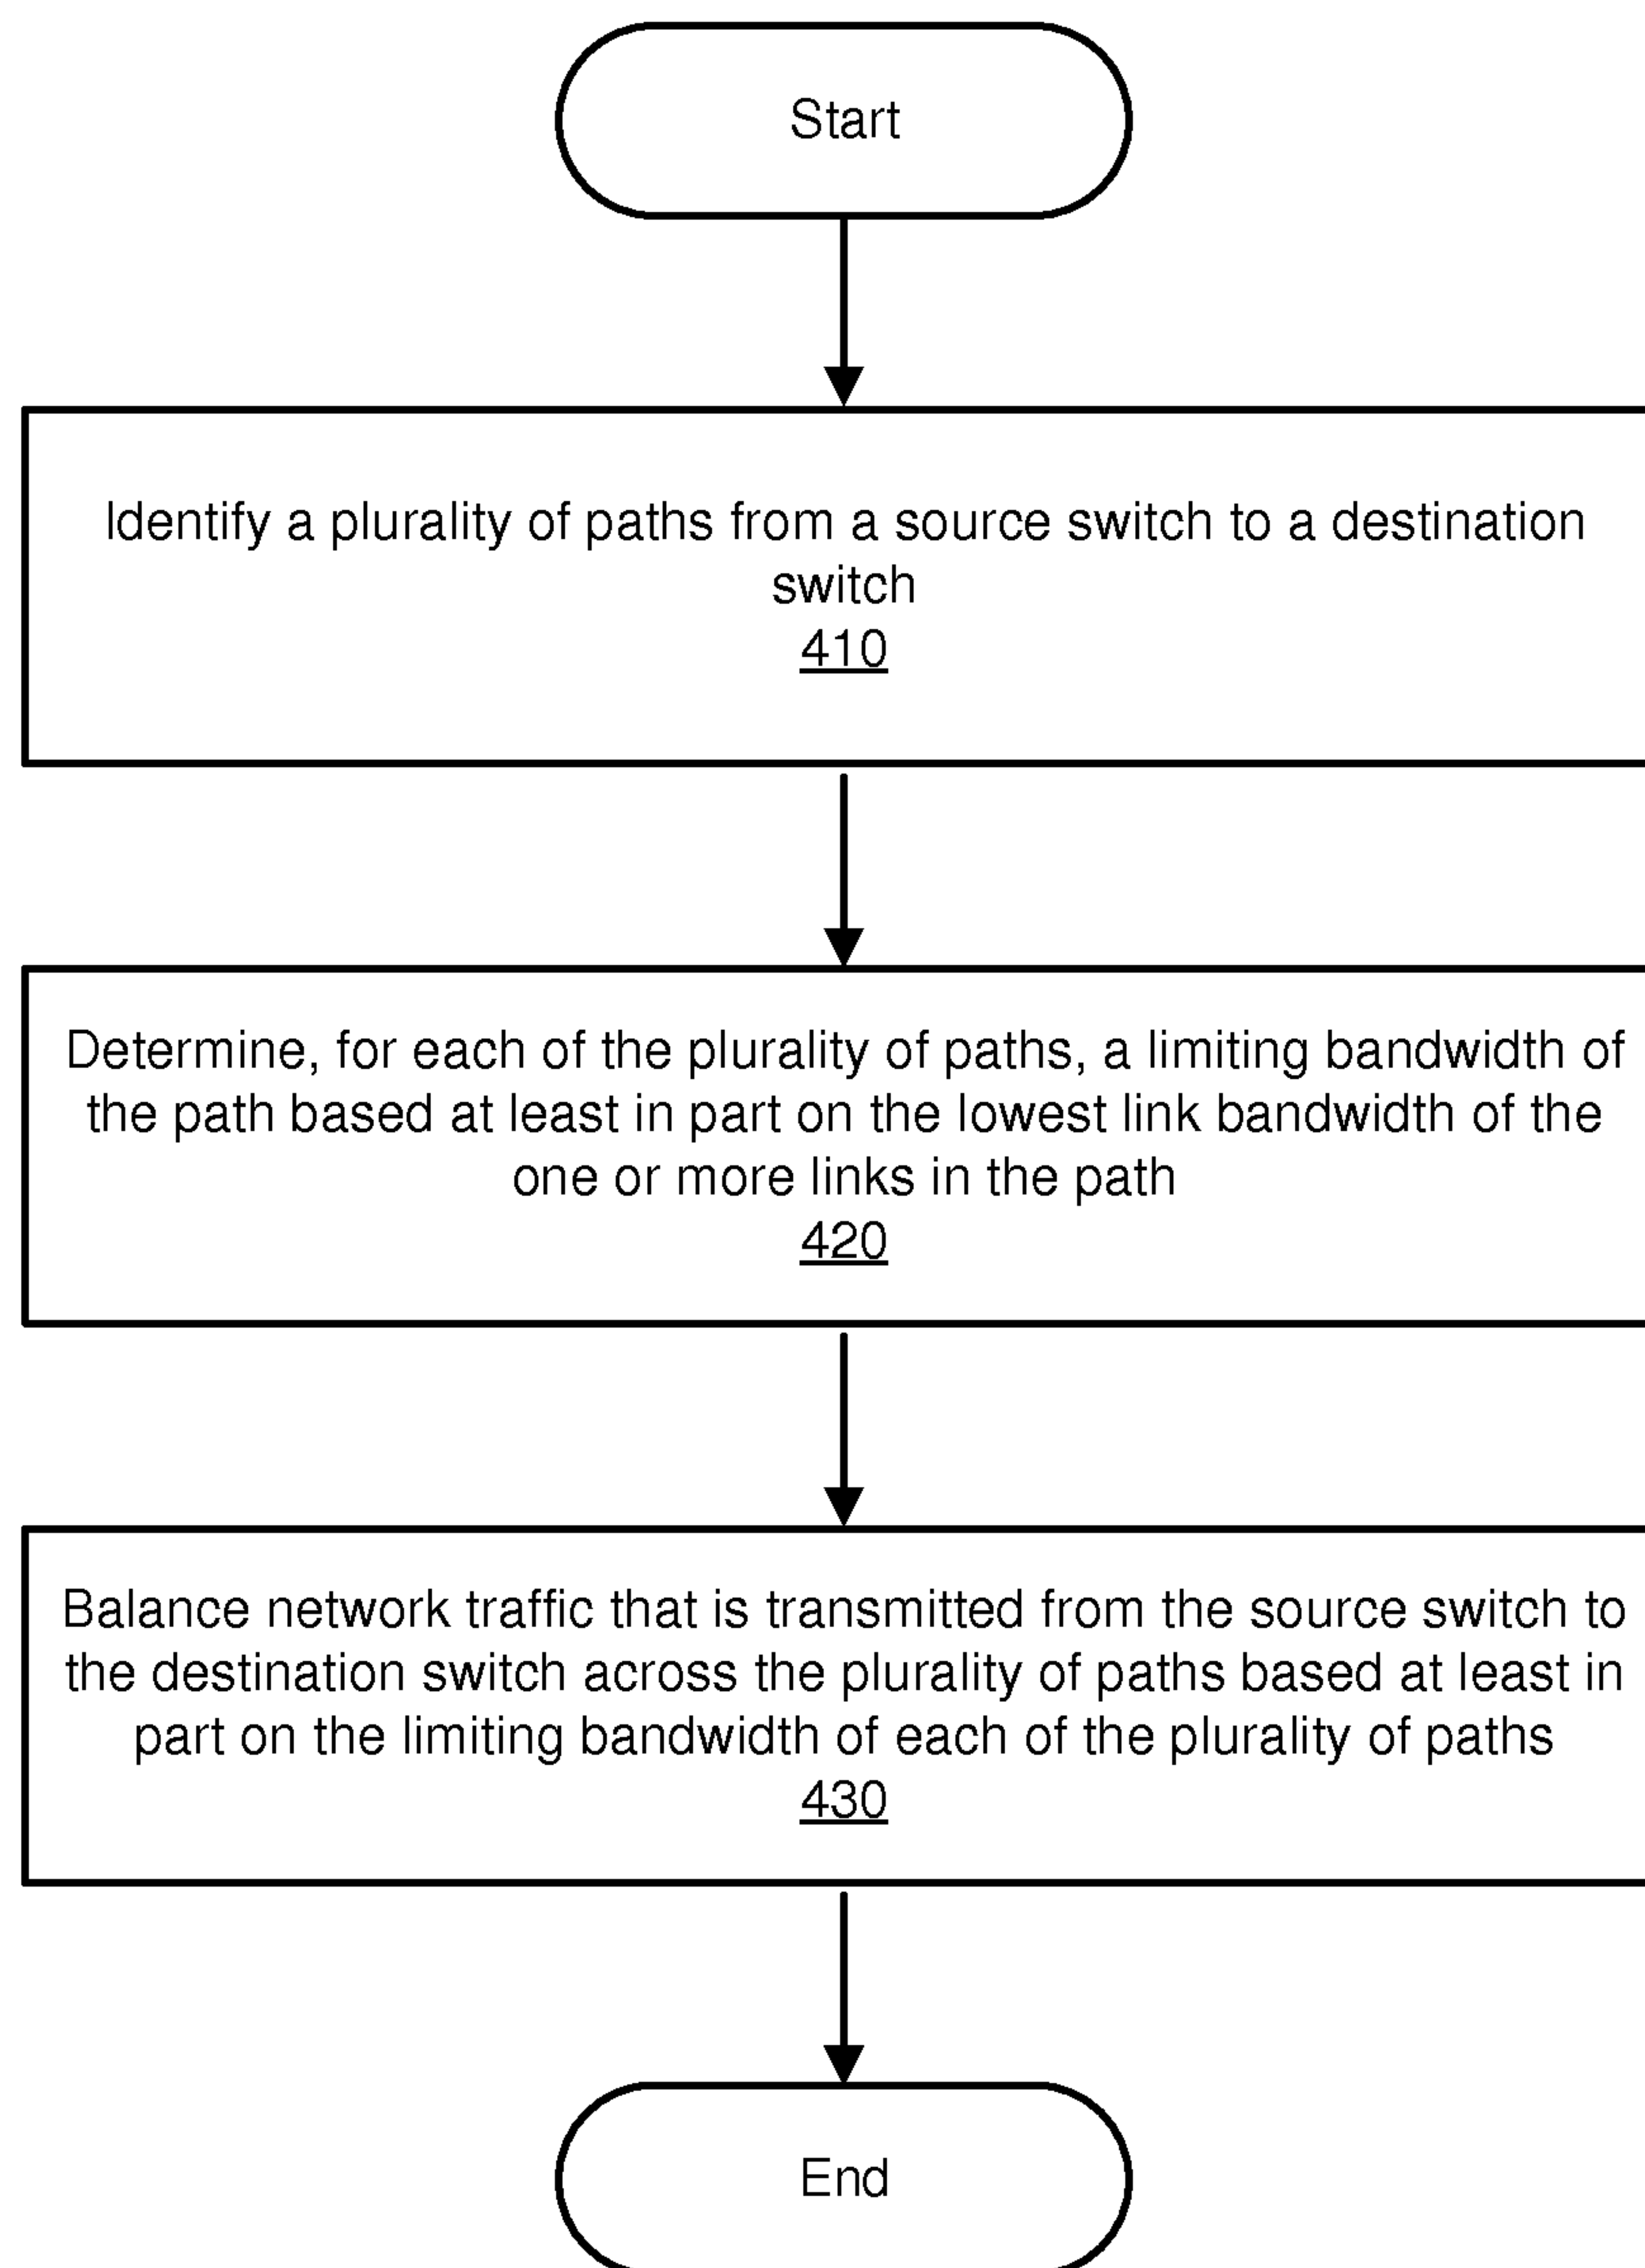 Start
Identify a plurality of paths from a source switch to a destination
switch
410
Determine, for each of the plurality of paths, a limiting bandwidth of
the path based at least in part on the lowest link bandwidth of the
one or more links in the path
420
Balance network traffic that is transmitted from the source switch to
the destination switch across the plurality of paths based at least in
part on the limiting bandwidth of each of the plurality of paths
430
End